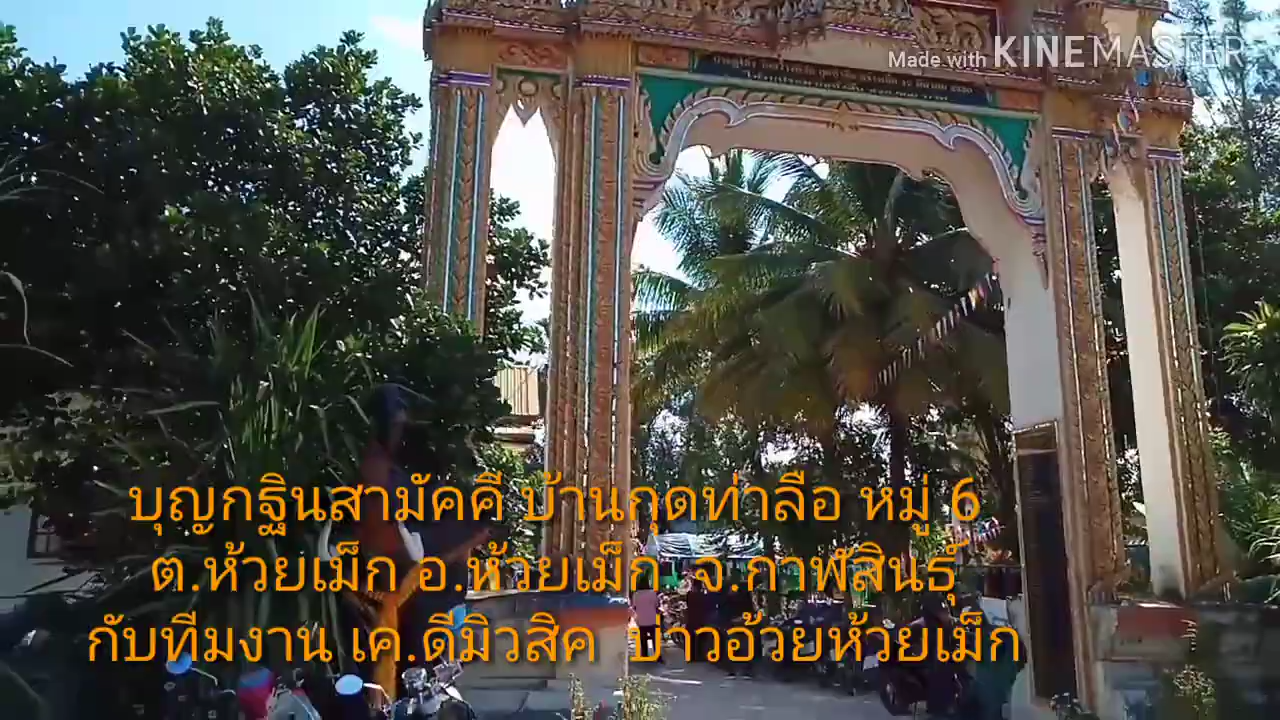 Made with KINEMASTER
บุญกฐินสามัคคี บ้านกุดท่าลือ หมู่ 6
ต.ห้วยเม็ก อ.ห้วยเม็ก จ.กาฬสินธุ์
กับทีมงาน เค.ดีมิวสิค บ่าวอ้วยห้วยเม็ก